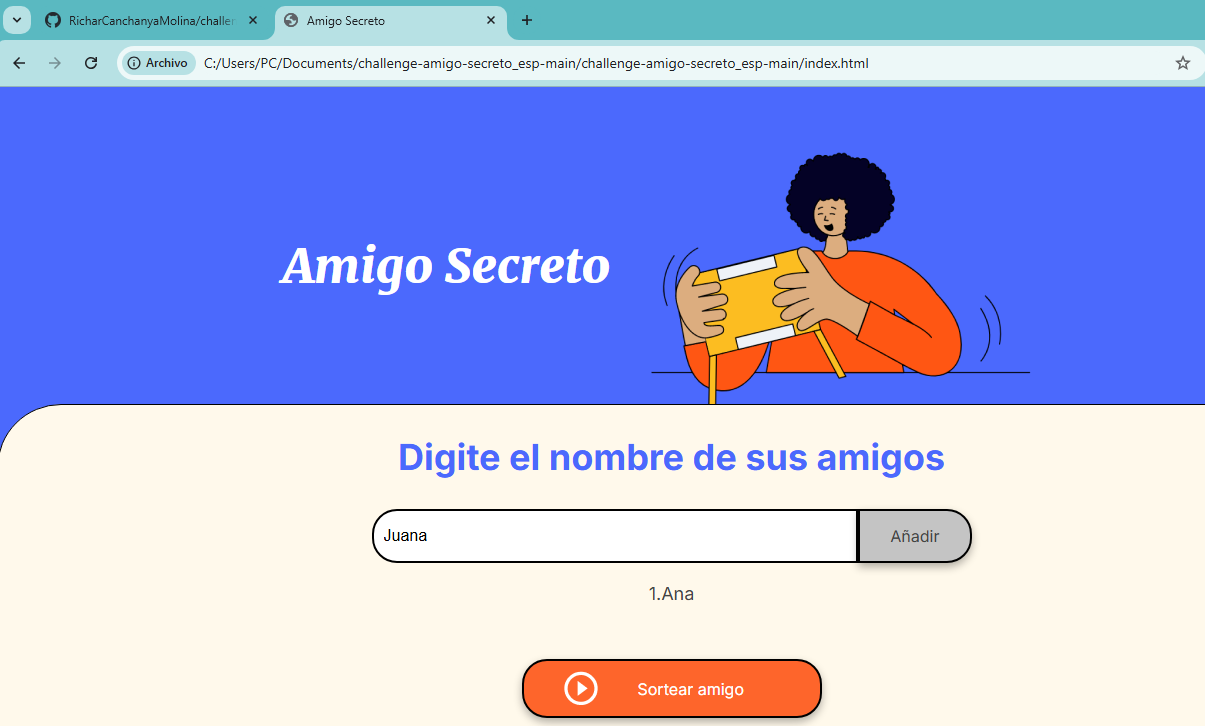 RicharCanchanyaMolina/challe
Amigo Secreto
Archivo
C:/Users/PC/Documents/challenge-amigo-secreto_esp-main/challenge-amigo-secreto_esp-main/index.html
Amigo Secreto
Digite el nombre de sus amigos
Juana
Añadir
1.Ana
Sortear amigo